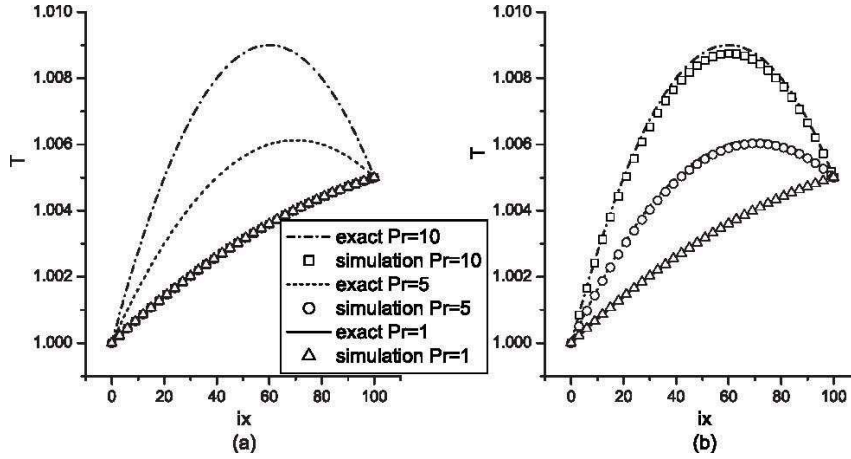 1.010
1.008
1.006
1.004
1.002
1.000
T
0 20 40 60 80 100
ix
(a)
exact Pr=10
simulation Pr=10
exact Pr=5
simulation Pr=5
exact Pr=1
simulation Pr=1
1.010
1.008
1.006
1.004
1.002
1.000
T
0 20 40 60 80 100
ix
(b)